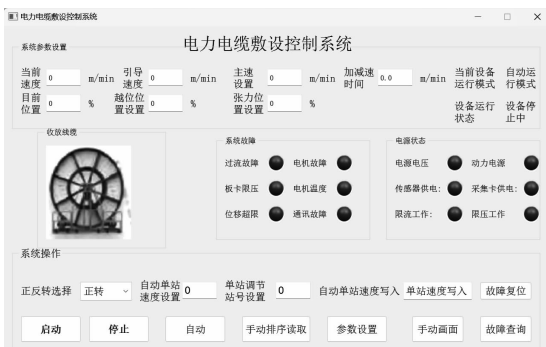 电力电缆敷设控制系统
电力电缆敷设控制系统
系统参数设置
当前速度 0 m/min 引导速度 0 m/min 主速设置 0 m/min 加减速时间 0.0 m/min 当前设备运行模式 自动运行模式
目前位置 0 % 越位位置设置 0 % 张力位置设置 0 % 设备运行状态 设备停止中
收放线缆
系统故障
电源状态
过流故障 电机故障 电源电压 动力电源
板卡限压 电机温度 传感器供电: 采集卡供电:
位移超限 通讯故障 限流工作: 限压工作
系统操作
正反转选择 正转 自动单站速度设置 0 单站调节站号设置 0 自动单站速度写入 单站速度写入 故障复位
启动 停止 自动 手动排序读取 参数设置 手动画面 故障查询